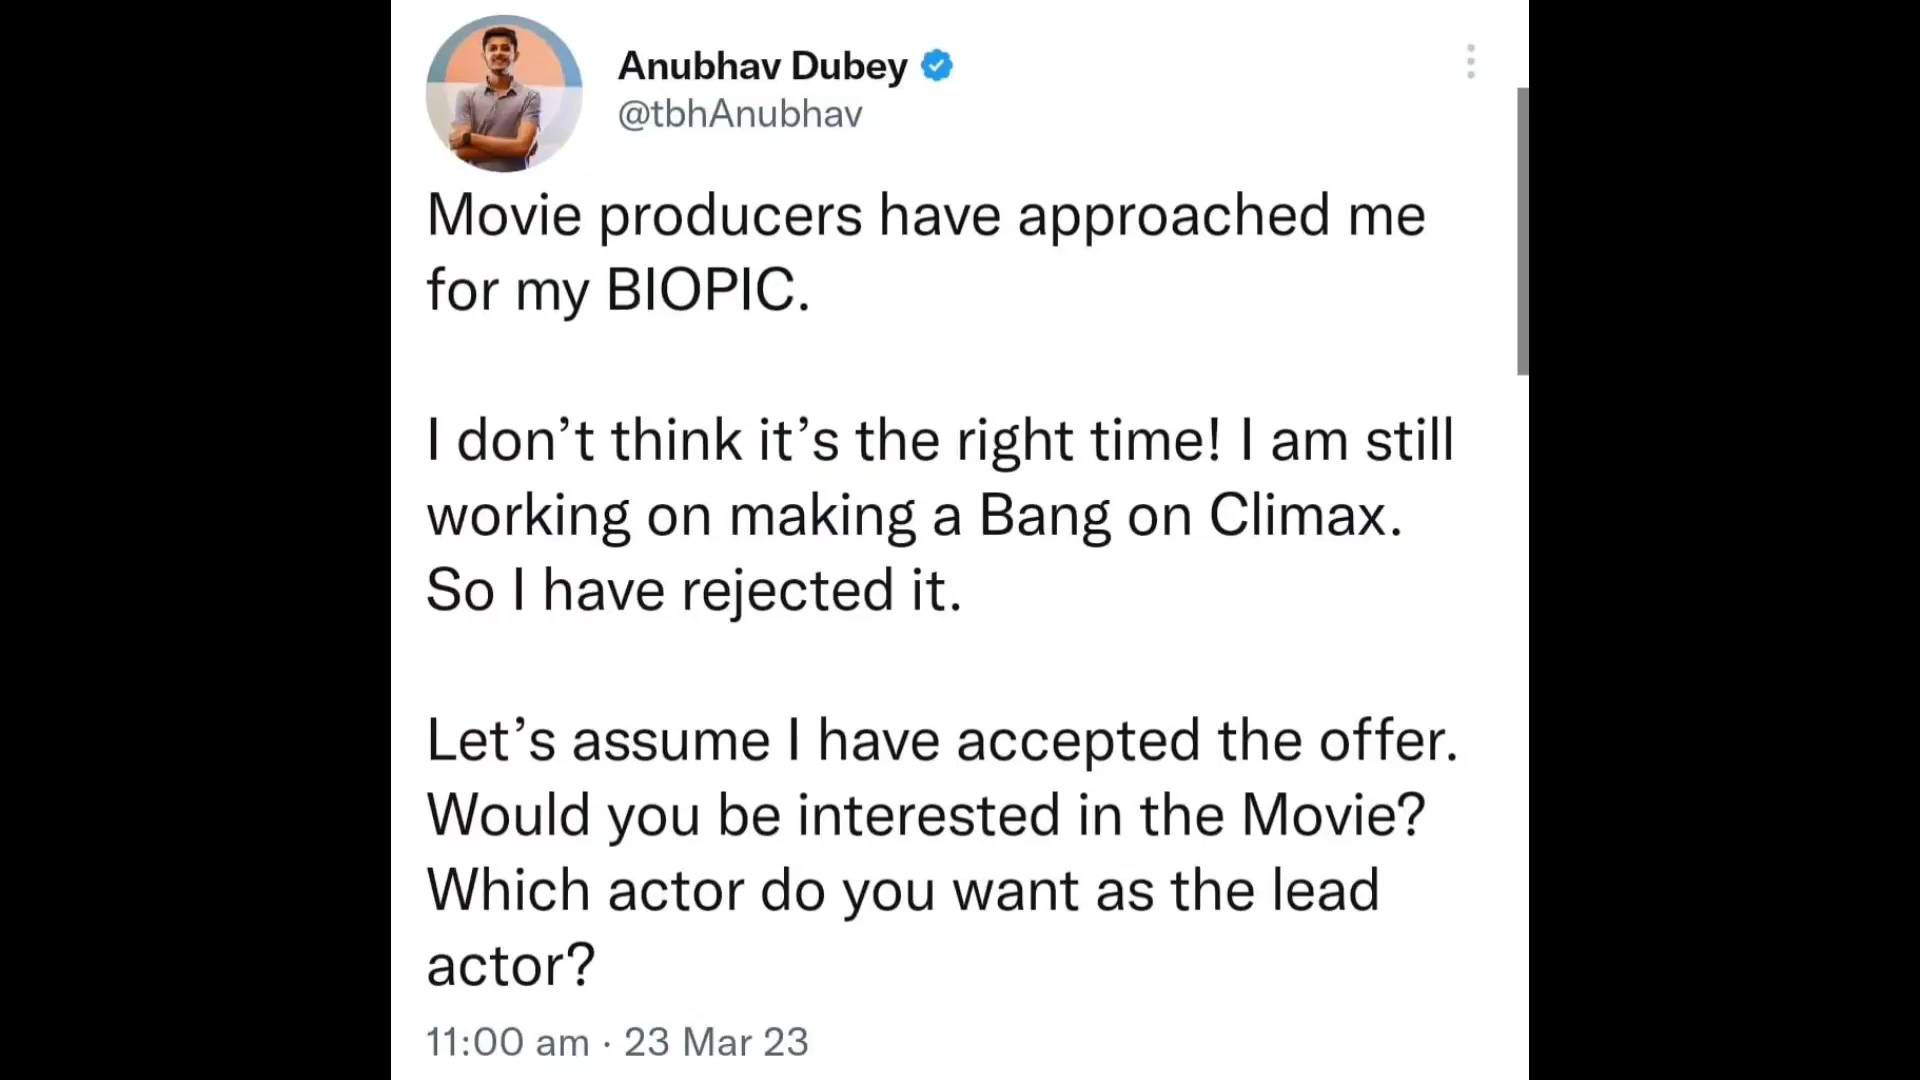 Anubhav Dubey
@tbhAnubhav
Movie producers have approached me
for my BIOPIC.
I don’t think it’s the right time! I am still
working on making a Bang on Climax.
So I have rejected it.
Let’s assume I have accepted the offer.
Would you be interested in the Movie?
Which actor do you want as the lead
actor?
11:00 am · 23 Mar 23